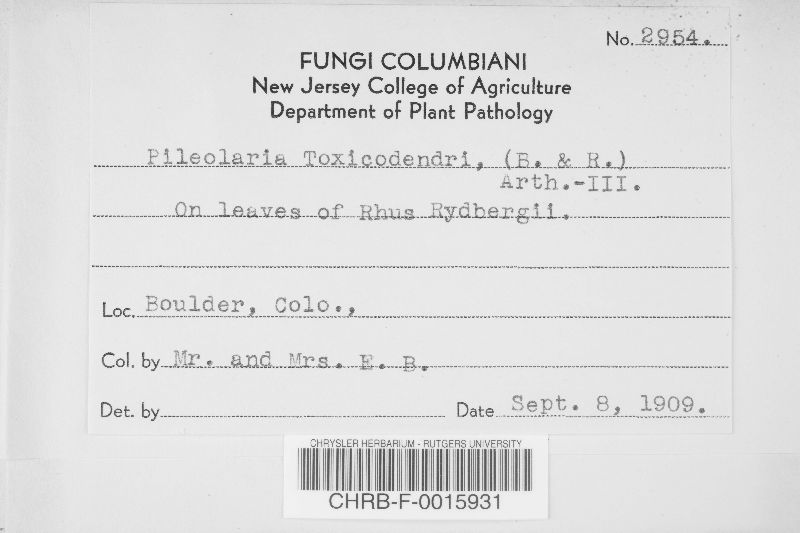 No. 2954.
FUNGI COLUMBIANI
New Jersey College of Agriculture
Department of Plant Pathology
Pileolaria Toxicodendri, (B. & R.)
Arth.-III.
On leaves of Rhus Rydbergii.
Loc. Boulder, Colo.,
Col. by Mr. and Mrs. E. B.
Det. by
Date Sept. 8, 1909.
CHRYSLER HERBARIUM - RUTGERS UNIVERSITY
CHRB-F-0015931